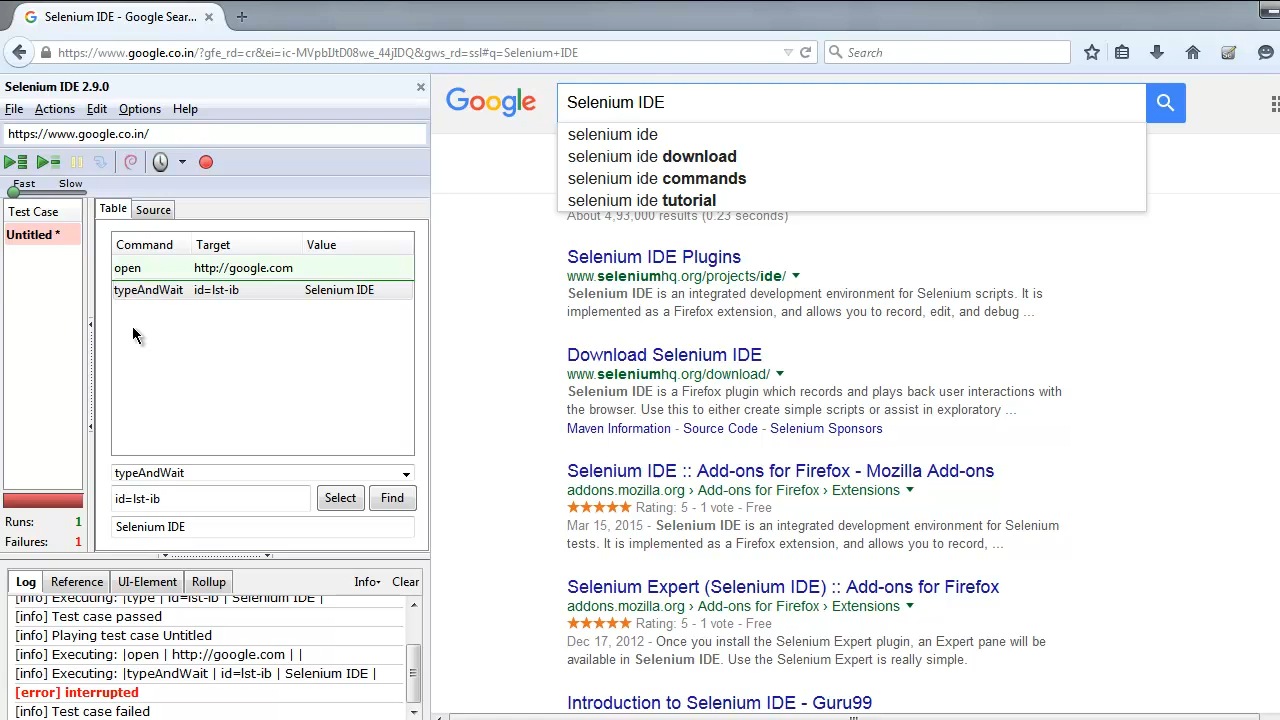 Selenium IDE - Google Sear...
https://www.google.co.in/?gfe_rd=cr&ei=ic-MVpbIJtD08we_44jIDQ&gws_rd=ssl#q=Selenium+IDE
Search
Selenium IDE 2.9.0
File Actions Edit Options Help
https://www.google.co.in/
Fast Slow
Test Case
Untitled *
Table Source
Command Target Value
open http://google.com
typeAndWait id=lst-ib Selenium IDE
typeAndWait
id=lst-ib Select Find
Selenium IDE
Runs: 1
Failures: 1
Log Reference UI-Element Rollup Info Clear
[info] Executing: |type | id=lst-ib | Selenium IDE |
[info] Test case passed
[info] Playing test case Untitled
[info] Executing: |open | http://google.com | |
[info] Executing: |typeAndWait | id=lst-ib | Selenium IDE |
[error] interrupted
[info] Test case failed
Google
Selenium IDE
selenium ide
selenium ide download
selenium ide commands
selenium ide tutorial
About 4,93,000 results (0.23 seconds)
Selenium IDE Plugins
www.seleniumhq.org/projects/ide/
Selenium IDE is an integrated development environment for Selenium scripts. It is
implemented as a Firefox extension, and allows you to record, edit, and debug ...
Download Selenium IDE
www.seleniumhq.org/download/
Selenium IDE is a Firefox plugin which records and plays back user interactions with
the browser. Use this to either create simple scripts or assist in exploratory ...
Maven Information - Source Code - Selenium Sponsors
Selenium IDE :: Add-ons for Firefox - Mozilla Add-ons
addons.mozilla.org › Add-ons for Firefox › Extensions
Rating: 5 - 1 vote - Free
Mar 15, 2015 - Selenium IDE is an integrated development environment for Selenium
tests. It is implemented as a Firefox extension, and allows you to record, ...
Selenium Expert (Selenium IDE) :: Add-ons for Firefox
addons.mozilla.org › Add-ons for Firefox › Extensions
Rating: 5 - 1 vote - Free
Dec 17, 2012 - Once you install the Selenium Expert plugin, an Expert pane will be
available in Selenium IDE. Use the Selenium Expert is really simple.
Introduction to Selenium IDE - Guru99